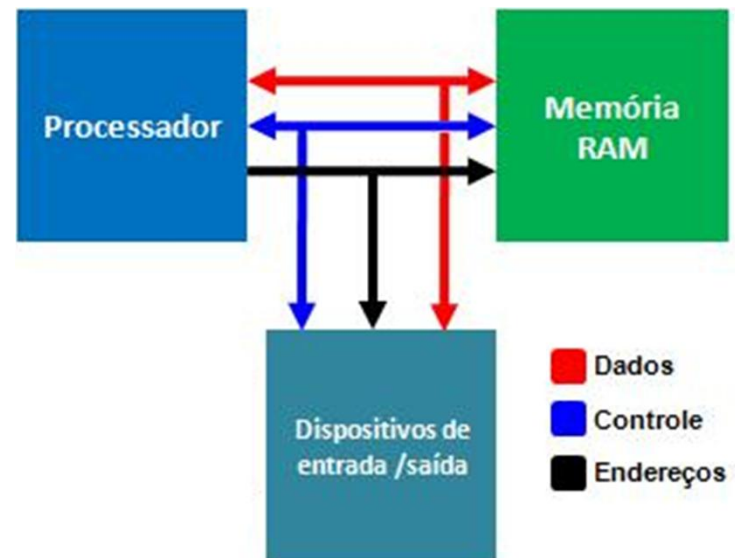 Processador
Memória
RAM
Dispositivos de
entrada /saída
Dados
Controle
Endereços